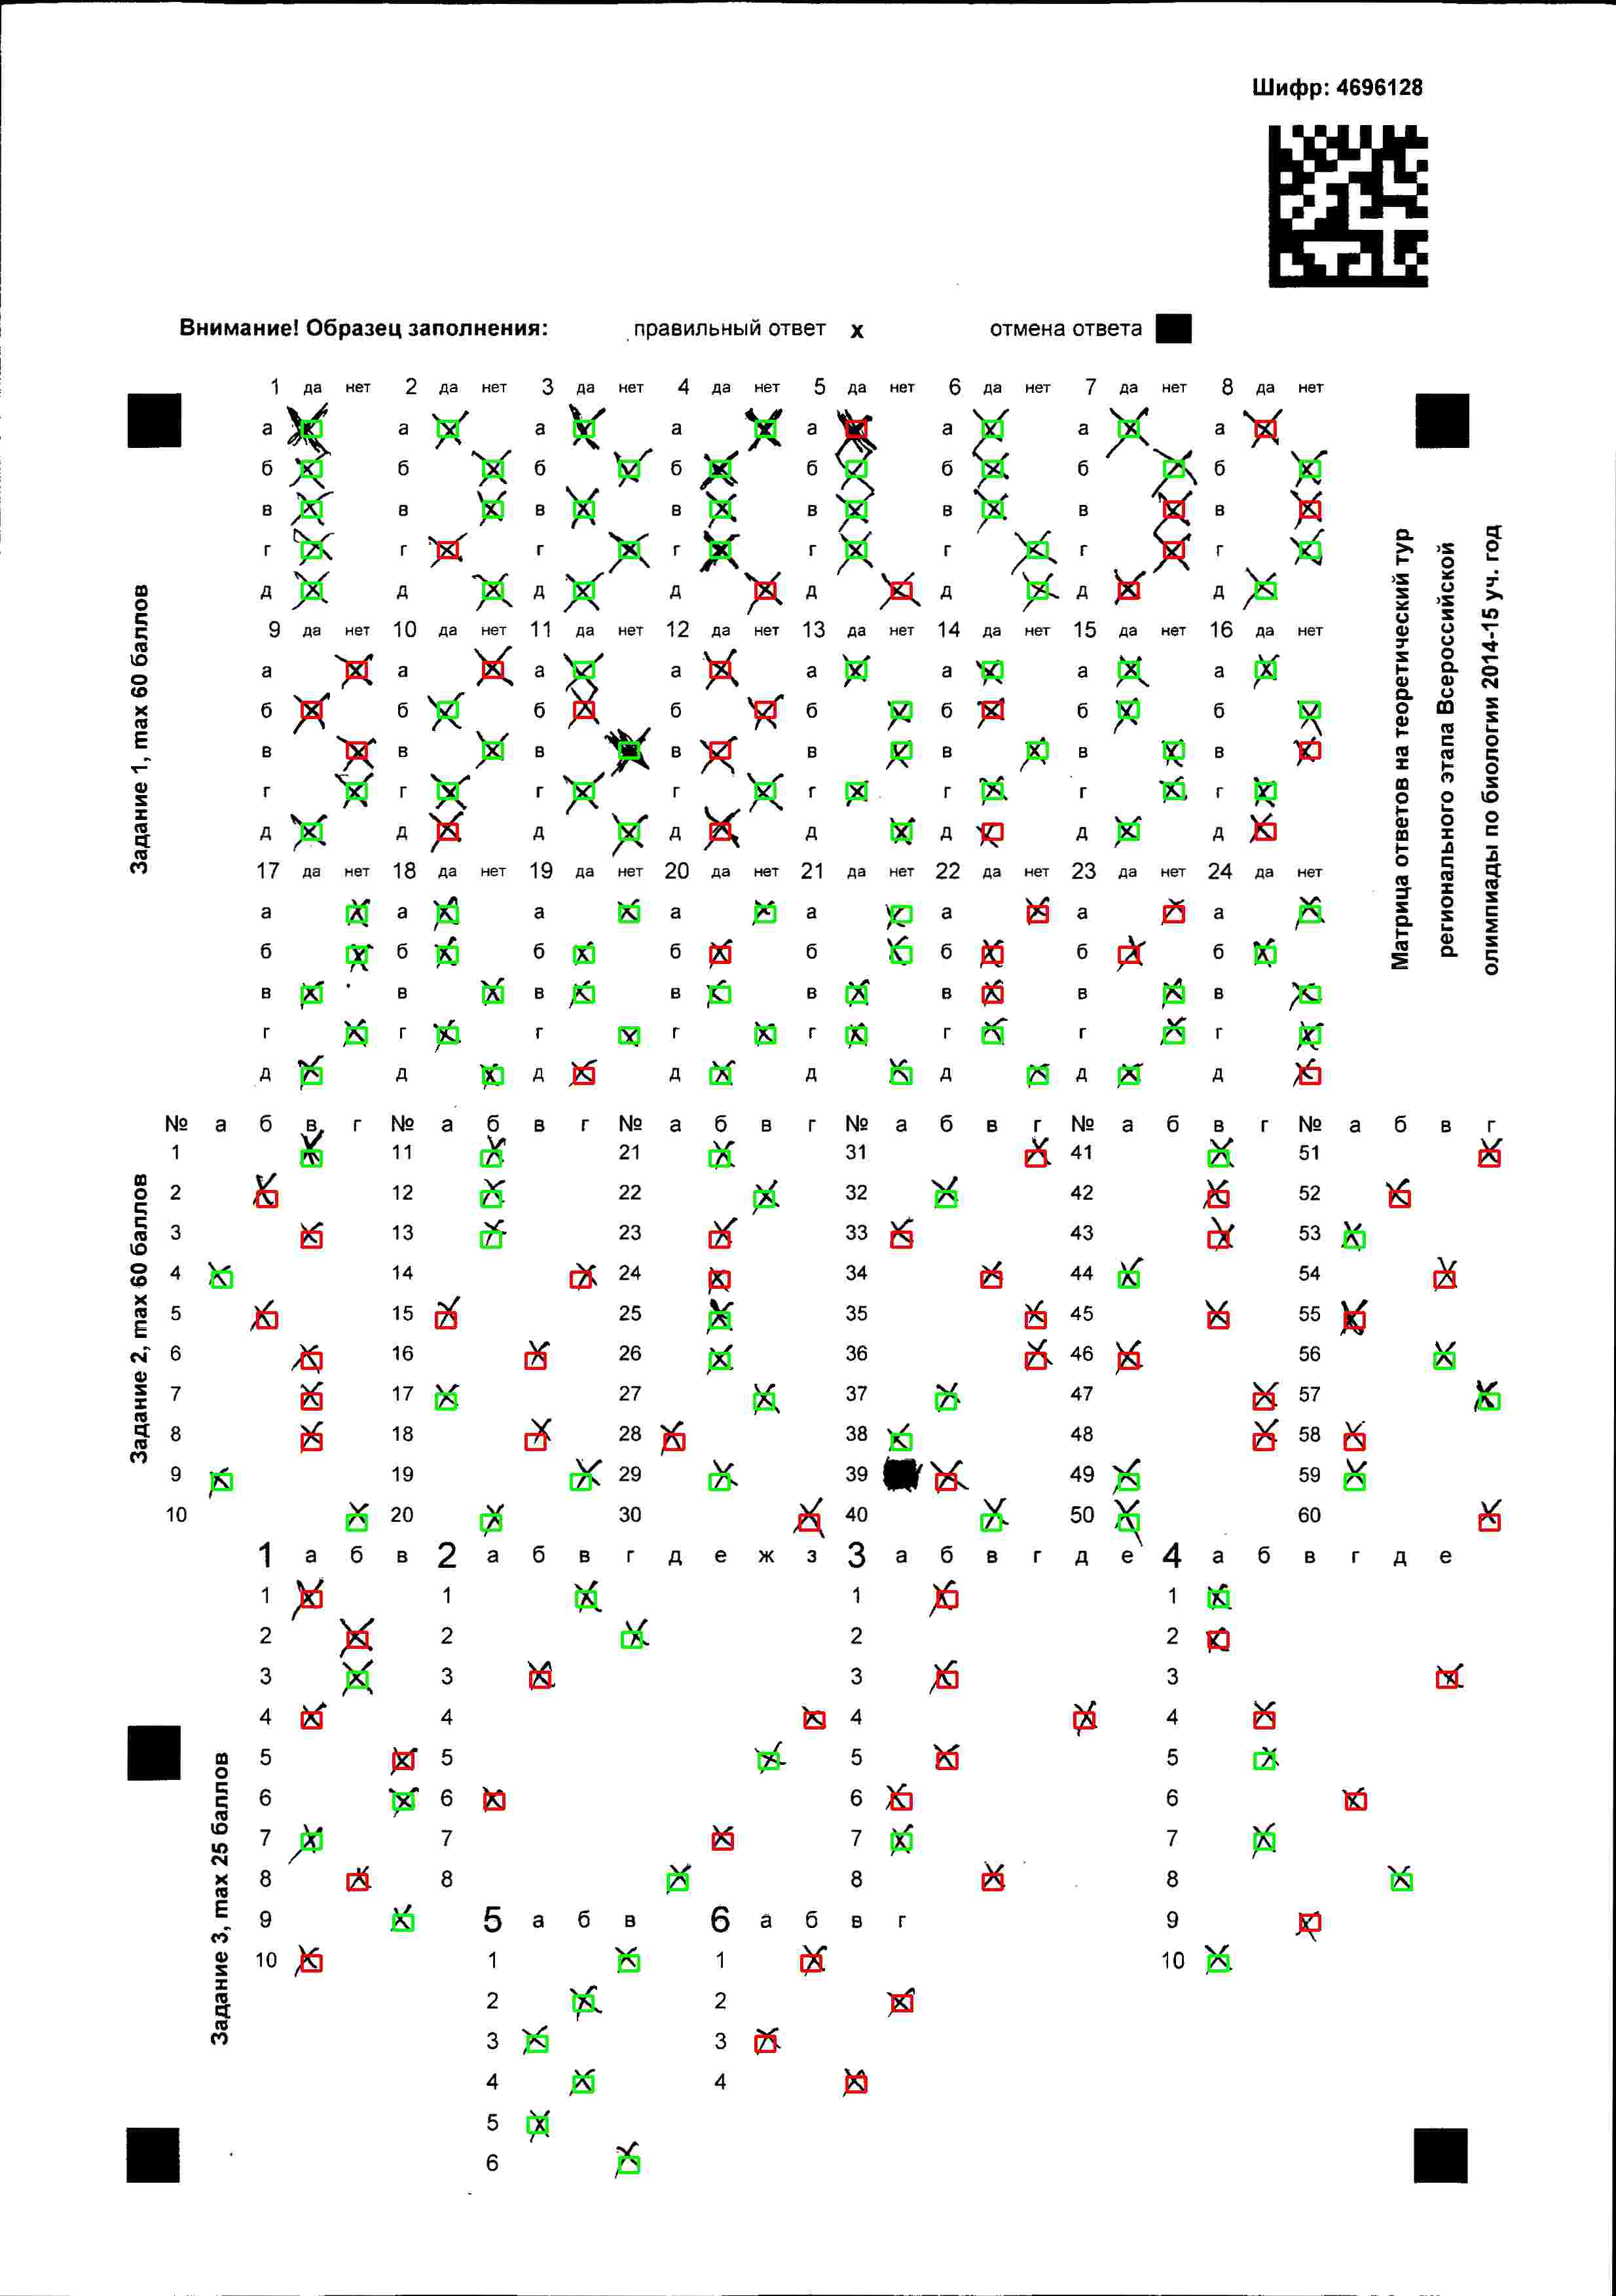 Шифр: 4696128
Внимание! Образец заполнения: правильный ответ x отмена ответа
Задание 1, max 60 баллов
Матрица ответов на теоретический тур
регионального этапа Всероссийской
олимпиады по биологии 2014-15 уч. год
1 да нет 2 да нет 3 да нет 4 да нет 5 да нет 6 да нет 7 да нет 8 да нет
а а а а а а а а
б б б б б б б б
в в в в в в в в
г г г г г г г г
д д д д д д д д
9 да нет 10 да нет 11 да нет 12 да нет 13 да нет 14 да нет 15 да нет 16 да нет
а а а а а а а а
б б б б б б б б
в в в в в в в в
г г г г г г г г
д д д д д д д д
17 да нет 18 да нет 19 да нет 20 да нет 21 да нет 22 да нет 23 да нет 24 да нет
а а а а а а а а
б б б б б б б б
в в в в в в в в
г г г г г г г г
д д д д д д д д
Задание 2, max 60 баллов
№ а б в г № а б в г № а б в г № а б в г № а б в г № а б в г
1 11 21 31 41 51
2 12 22 32 42 52
3 13 23 33 43 53
4 14 24 34 44 54
5 15 25 35 45 55
6 16 26 36 46 56
7 17 27 37 47 57
8 18 28 38 48 58
9 19 29 39 49 59
10 20 30 40 50 60
Задание 3, max 25 баллов
1 а б в 2 а б в г д е ж з 3 а б в г д е 4 а б в г д е
1 1 1 1
2 2 2 2
3 3 3 3
4 4 4 4
5 5 5 5
6 6 6 6
7 7 7 7
8 8 8 8
9 5 а б в 6 а б в г 9
10 1 1 10
2 2
3 3
4 4
5
6